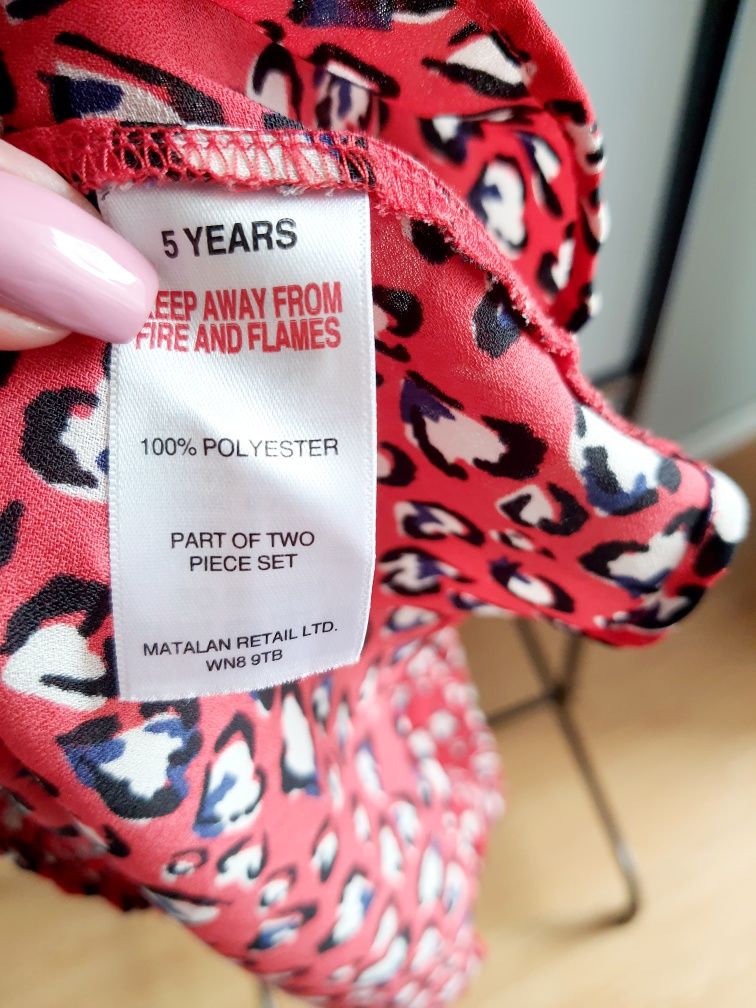 5 YEARS
KEEP AWAY FROM
FIRE AND FLAMES
100% POLYESTER
PART OF TWO
PIECE SET
MATALAN RETAIL LTD.
WN8 9TB